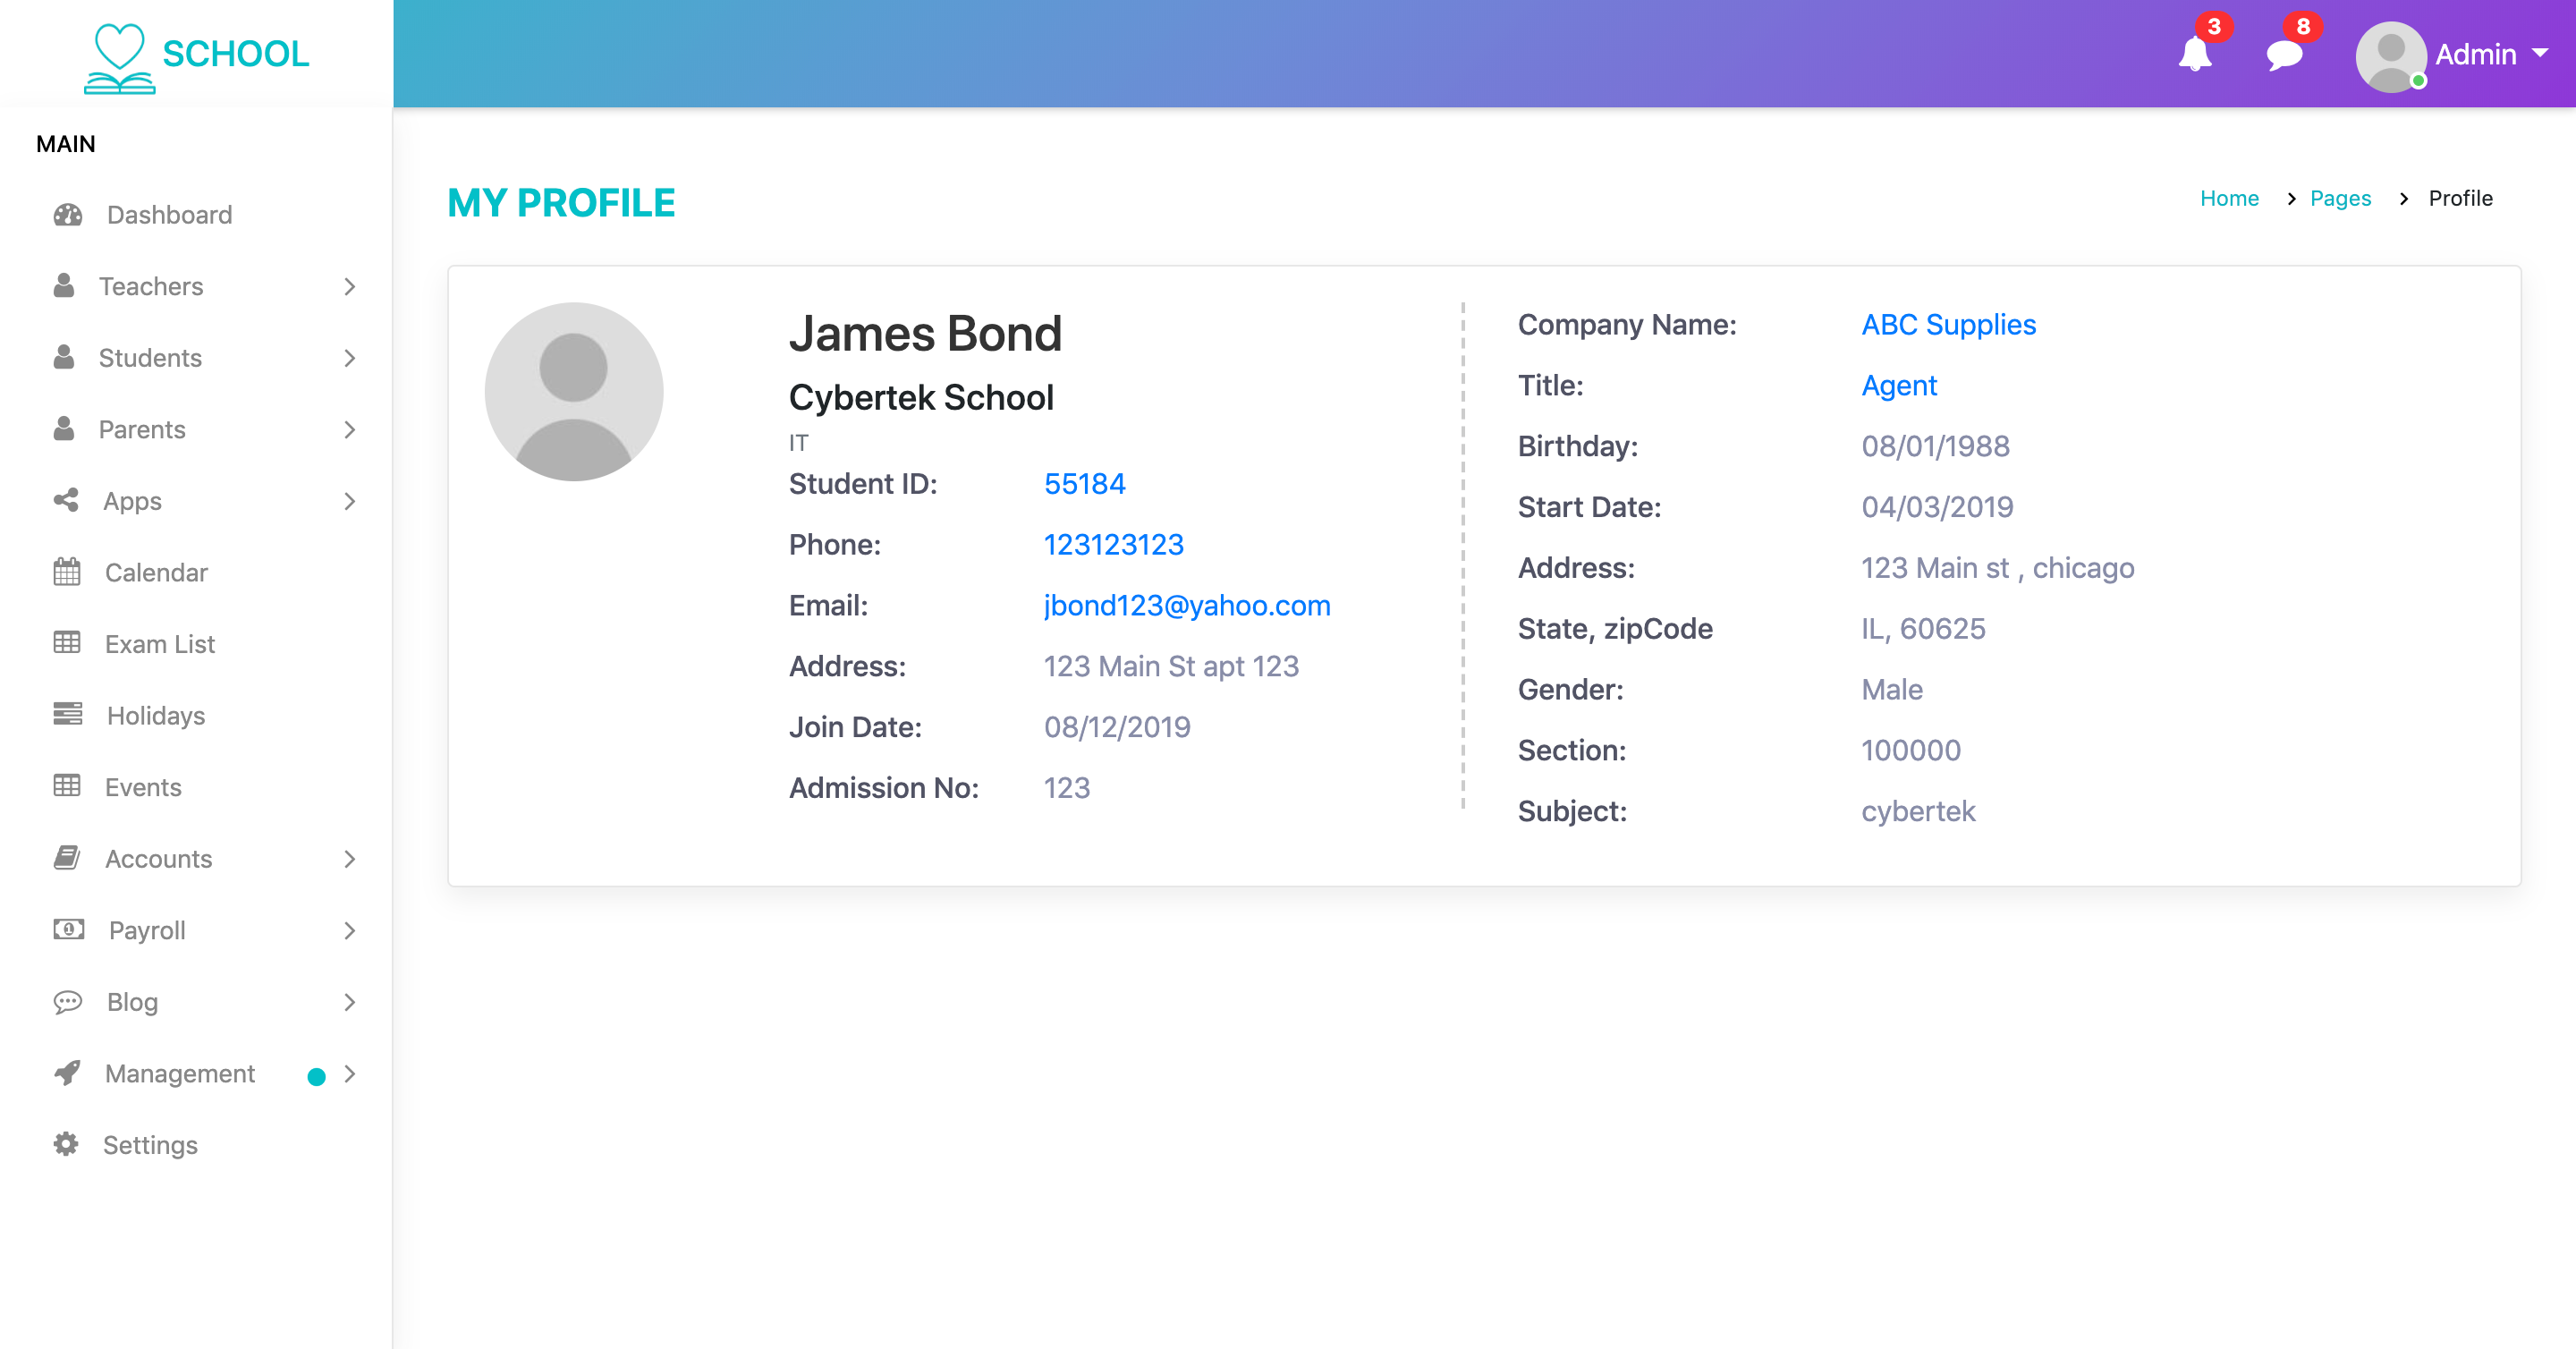 SCHOOL
3
8
Admin
MAIN
Dashboard
Teachers
Students
Parents
Apps
Calendar
Exam List
Holidays
Events
Accounts
Payroll
Blog
Management
Settings
MY PROFILE
Home > Pages > Profile
James Bond
Cybertek School
IT
Student ID: 55184
Phone: 123123123
Email: jbond123@yahoo.com
Address: 123 Main St apt 123
Join Date: 08/12/2019
Admission No: 123
Company Name: ABC Supplies
Title: Agent
Birthday: 08/01/1988
Start Date: 04/03/2019
Address: 123 Main st , chicago
State, zipCode IL, 60625
Gender: Male
Section: 100000
Subject: cybertek